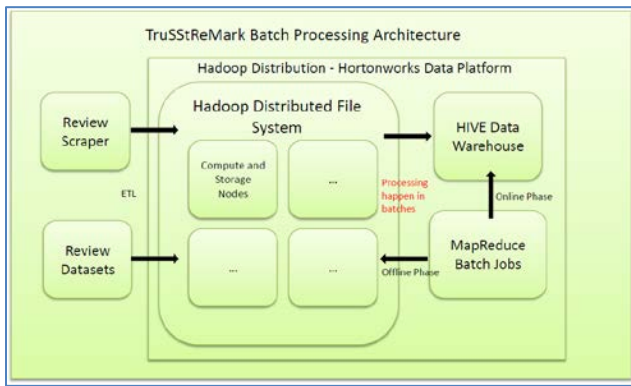 TruSStReMark Batch Processing Architecture
Hadoop Distribution - Hortonworks Data Platform
Review
Scraper
Hadoop Distributed File
System
HIVE Data
Warehouse
Compute and
Storage
Nodes
...
Processing
happen in
batches
ETL
Online Phase
Review
Datasets
...
...
Offline Phase
MapReduce
Batch Jobs